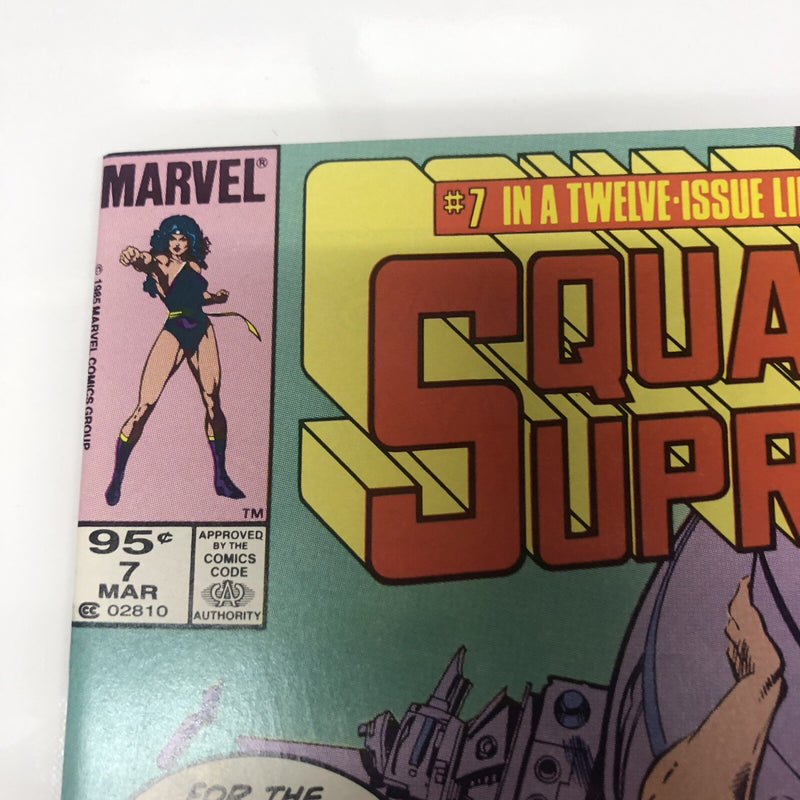 MARVEL®
© 1985 MARVEL COMICS GROUP
TM
95¢
7
MAR
CC 02810
APPROVED
BY THE
COMICS
CODE
CA
AUTHORITY
#7 IN A TWELVE-ISSUE LI
SQUA
SUPR
FOR THE